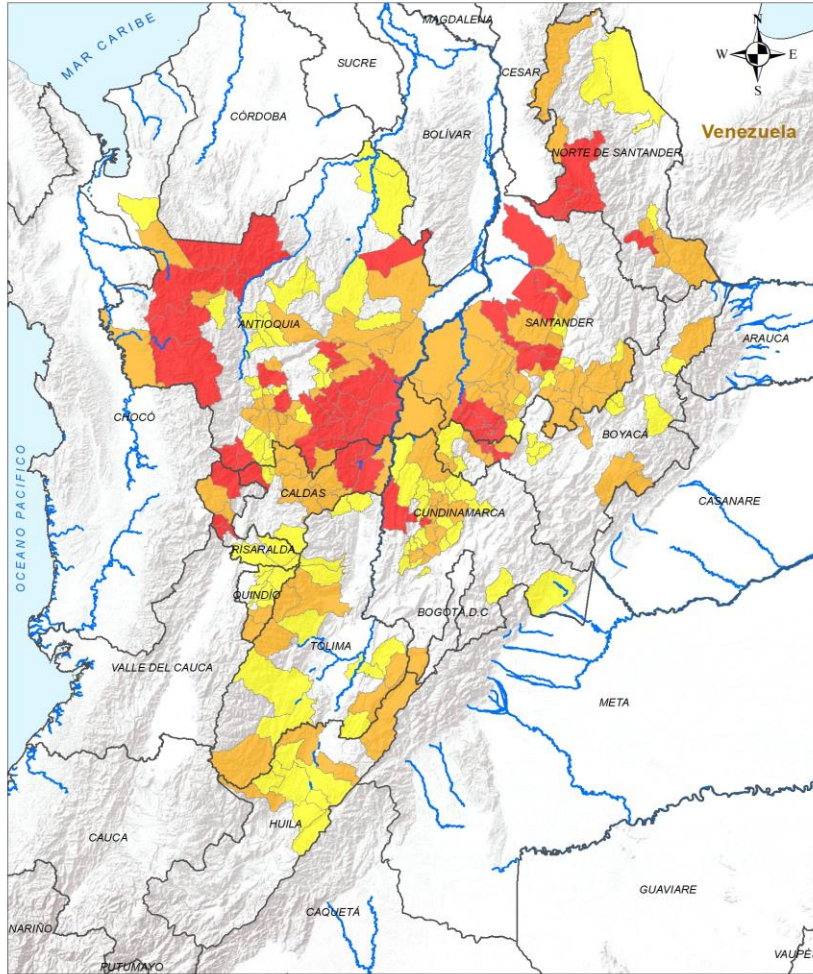 MAGDALENA
MAR CARIBE
N
SUCRE
CESAR
W
E
S
CÓRDOBA
BOLÍVAR
Venezuela
NORTE DE SANTANDER
ANTIOQUIA
SANTANDER
ARAUCA
CHOCÓ
BOYACÁ
OCEANO PACIFICO
CALDAS
CUNDINAMARCA
CASANARE
RISARALDA
QUINDÍO
BOGOTÁ,D.C
TOLIMA
VALLE DEL CAUCA
META
HUILA
CAUCA
GUAVIARE
CAQUETÁ
NARIÑO
PUTUMAYO
VAUPÉS